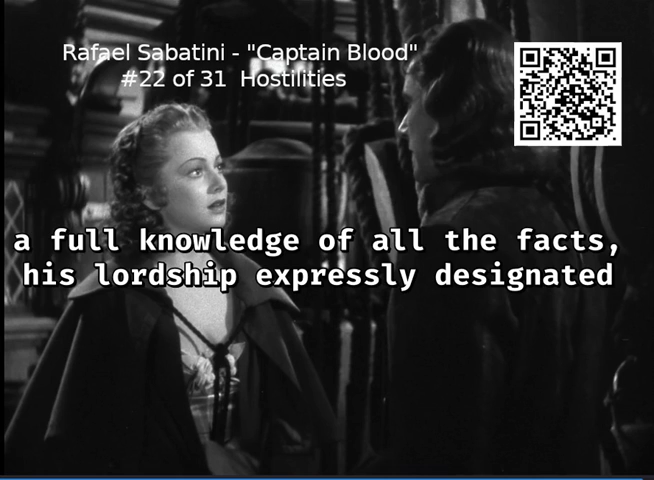 Rafael Sabatini - "Captain Blood"
#22 of 31  Hostilities
a full knowledge of all the facts,
his lordship expressly designated